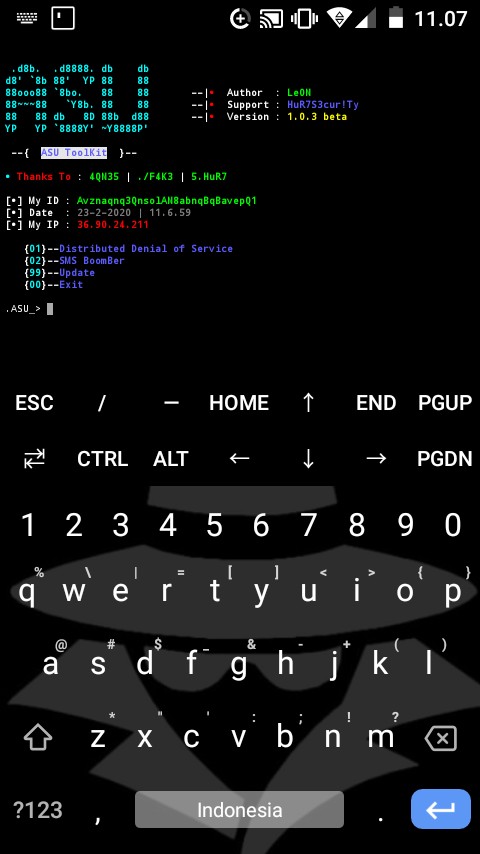 11.07
.d8b. .d8888. db db
d8' `8b 88' YP 88 88
88ooo88 `8bo. 88 88 --|• Author : Le0N
88~~~88 `Y8b. 88 88 --|• Support : HuR7S3cur!Ty
88 88 db 8D 88b d88 --|• Version : 1.0.3 beta
YP YP `8888Y' ~Y8888P'
--{ ASU ToolKit }--
• Thanks To : 4QN35 | ./F4K3 | 5.HuR7
[•] My ID : Avznaqnq3QnsolAN8abnqBqBavepQ1
[•] Date : 23-2-2020 | 11.6.59
[•] My IP : 36.90.24.211
{01}--Distributed Denial of Service
{02}--SMS BoomBer
{99}--Update
{00}--Exit
.ASU_>
ESC / — HOME ↑ END PGUP
⇄ CTRL ALT ← ↓ → PGDN
1 2 3 4 5 6 7 8 9 0
% \ | = [ ] < > { }
q w e r t y u i o p
@ # $ _ & - + ( )
a s d f g h j k l
* " ' : ; ! ?
z x c v b n m
?123 , Indonesia .